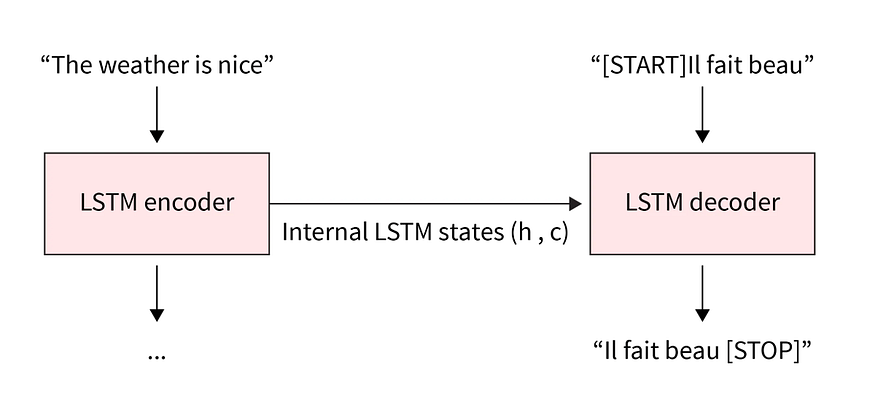 “The weather is nice”
“[START]Il fait beau”
LSTM encoder
LSTM decoder
Internal LSTM states (h , c)
...
“Il fait beau [STOP]”